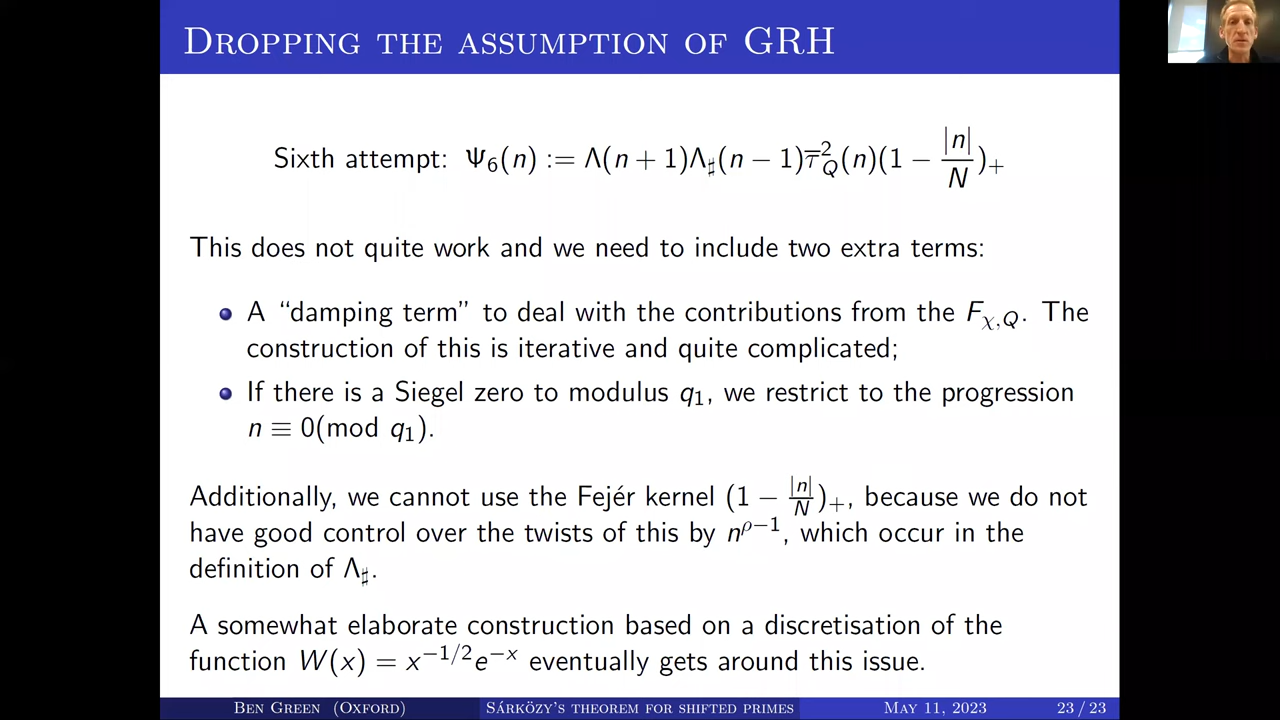 Dropping the assumption of GRH
Sixth attempt: Ψ₆(n) := Λ(n + 1)Λ♯(n − 1)τ̅²_Q(n)(1 − |n|/N)₊
This does not quite work and we need to include two extra terms:
A “damping term” to deal with the contributions from the F_{χ,Q}. The
construction of this is iterative and quite complicated;
If there is a Siegel zero to modulus q₁, we restrict to the progression
n ≡ 0(mod q₁).
Additionally, we cannot use the Fejér kernel (1 − |n|/N)₊, because we do not
have good control over the twists of this by n^{ρ−1}, which occur in the
definition of Λ♯.
A somewhat elaborate construction based on a discretisation of the
function W(x) = x^{−1/2}e^{−x} eventually gets around this issue.
Ben Green (Oxford) Sárközy’s theorem for shifted primes May 11, 2023 23 / 23